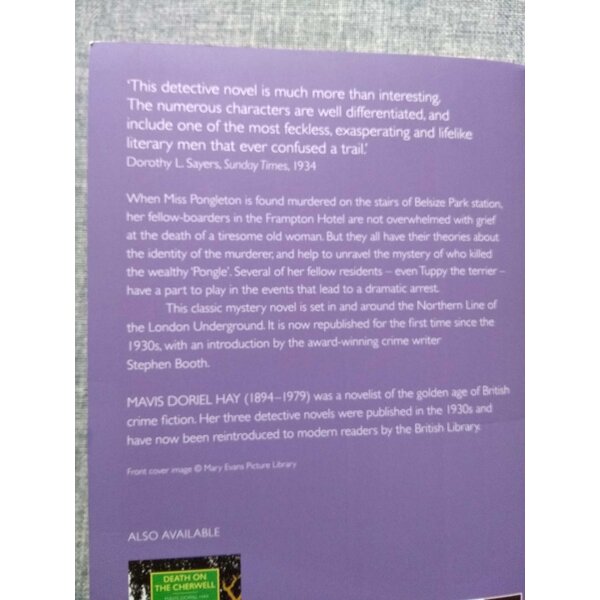 'This detective novel is much more than interesting.
The numerous characters are well differentiated, and
include one of the most feckless, exasperating and lifelike
literary men that ever confused a trail.'
Dorothy L. Sayers, Sunday Times, 1934
When Miss Pongleton is found murdered on the stairs of Belsize Park station,
her fellow-boarders in the Frampton Hotel are not overwhelmed with grief
at the death of a tiresome old woman. But they all have their theories about
the identity of the murderer, and help to unravel the mystery of who killed
the wealthy 'Pongle'. Several of her fellow residents – even Tuppy the terrier –
have a part to play in the events that lead to a dramatic arrest.
This classic mystery novel is set in and around the Northern Line of
the London Underground. It is now republished for the first time since the
1930s, with an introduction by the award-winning crime writer
Stephen Booth.
MAVIS DORIEL HAY (1894–1979) was a novelist of the golden age of British
crime fiction. Her three detective novels were published in the 1930s and
have now been reintroduced to modern readers by the British Library.
Front cover image © Mary Evans Picture Library
ALSO AVAILABLE
DEATH ON
THE CHERWELL
MAVIS DORIEL HAY